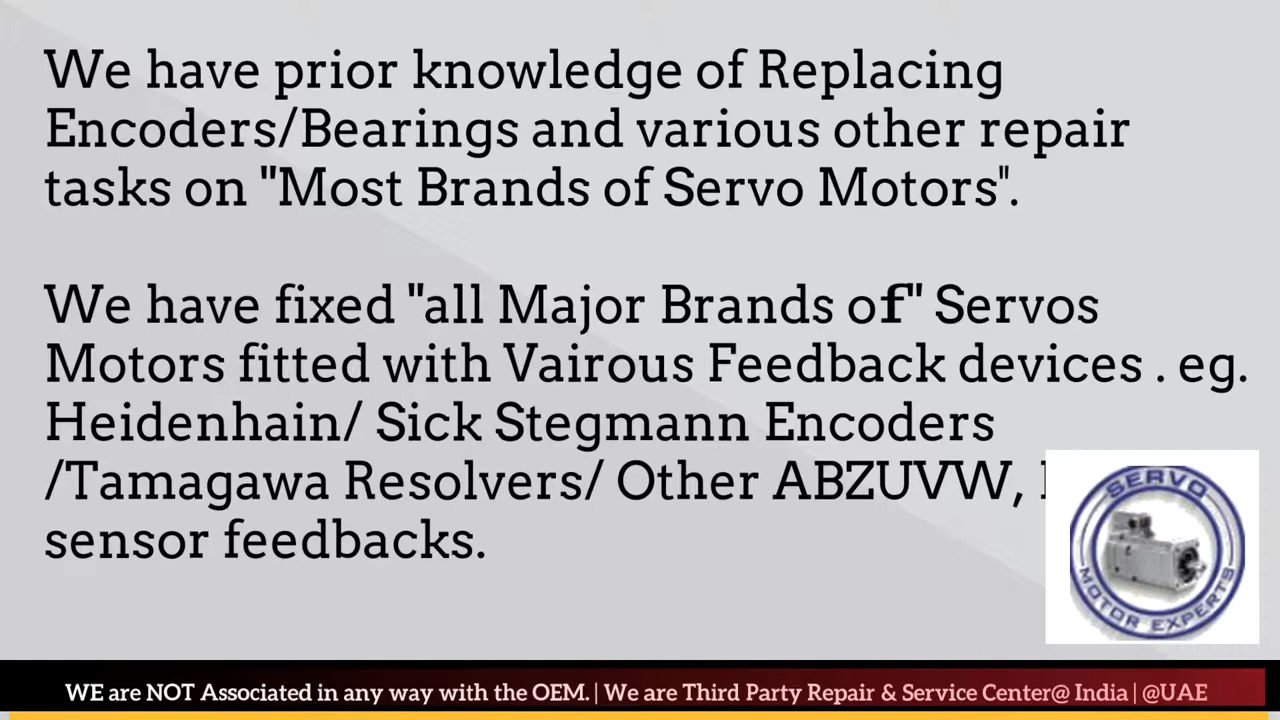 We have prior knowledge of Replacing
Encoders/Bearings and various other repair
tasks on "Most Brands of Servo Motors".
We have fixed "all Major Brands of" Servos
Motors fitted with Vairous Feedback devices . eg.
Heidenhain/ Sick Stegmann Encoders
/Tamagawa Resolvers/ Other ABZUVW,
sensor feedbacks.
SERVO
MOTOR EXPERTS
WE are NOT Associated in any way with the OEM. | We are Third Party Repair & Service Center@ India | @UAE